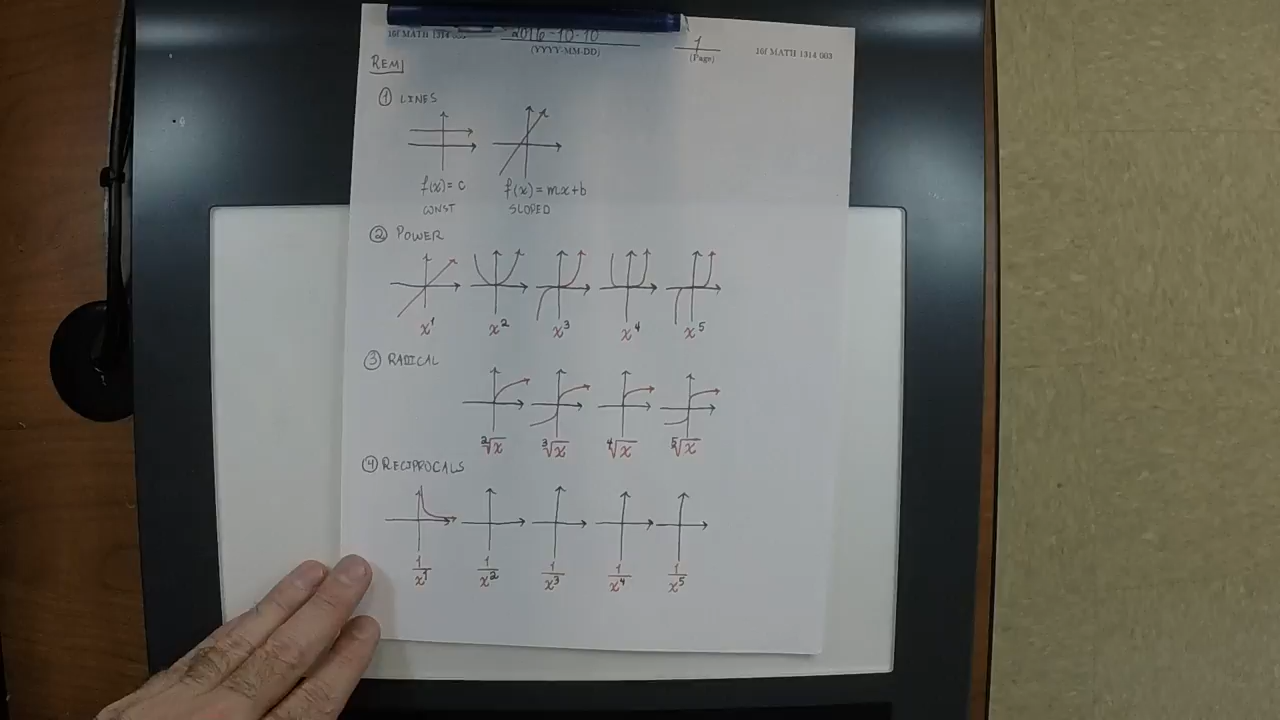 2016-10-10
16f MATH 1314 003 (YYYY-MM-DD) 1 (Page) 16f MATH 1314 003
REM
① LINES
f(x) = c f(x) = mx+b
CONST SLOPED
② POWER
x¹ x² x³ x⁴ x⁵
③ RADICAL
²√x ³√x ⁴√x ⁵√x
④ RECIPROCALS
1/x¹ 1/x² 1/x³ 1/x⁴ 1/x⁵